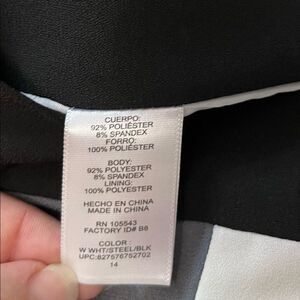 CUERPO:
92% POLIÉSTER
8% SPANDEX
FORRO:
100% POLIÉSTER
BODY:
92% POLYESTER
8% SPANDEX
LINING:
100% POLYESTER
HECHO EN CHINA
MADE IN CHINA
RN 105543
FACTORY ID# B8
COLOR :
W WHT/STEEL/BLK
UPC:827576752702
14